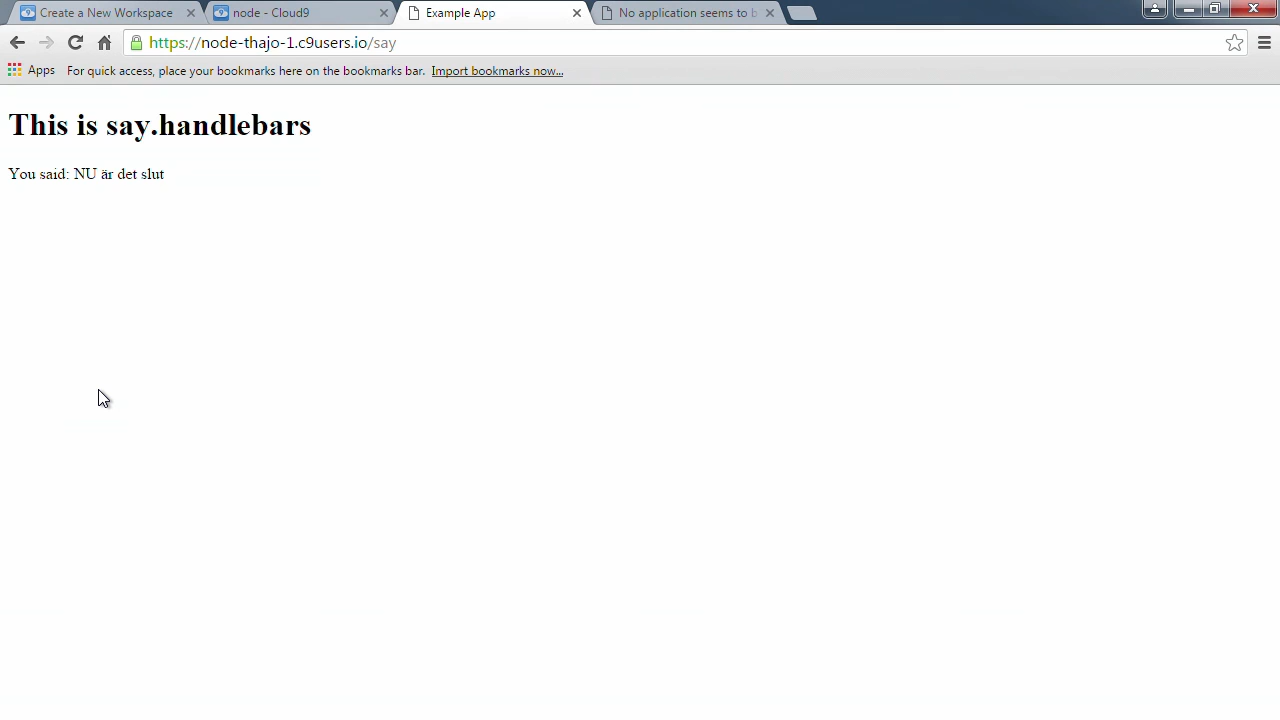 Create a New Workspace
node - Cloud9
Example App
No application seems to b
https://node-thajo-1.c9users.io/say
Apps
For quick access, place your bookmarks here on the bookmarks bar. Import bookmarks now...
This is say.handlebars
You said: NU är det slut